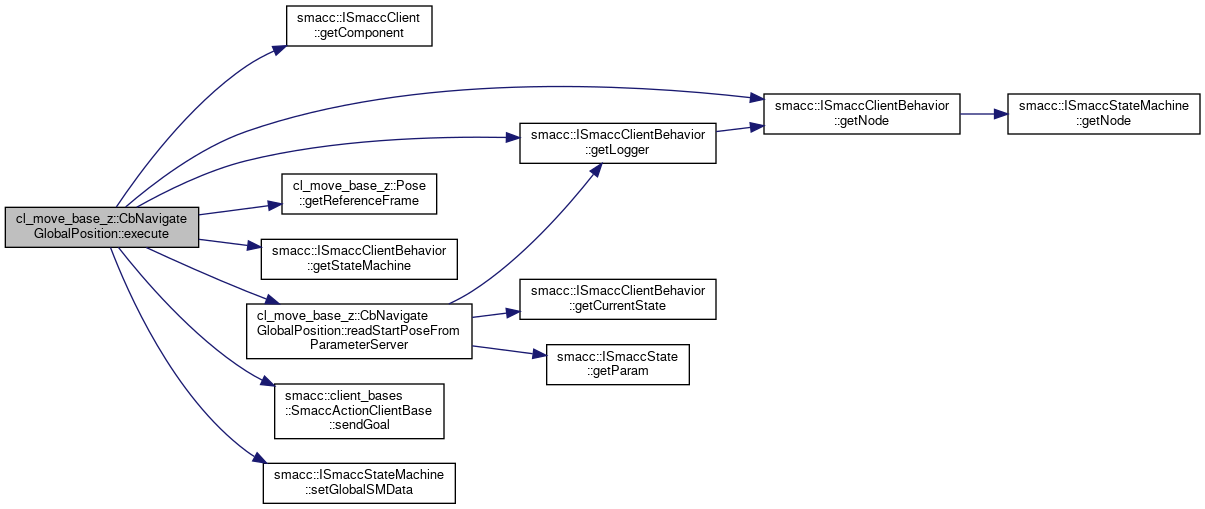 smacc::ISmaccClient
::getComponent
smacc::ISmaccClientBehavior
::getNode
smacc::ISmaccStateMachine
::getNode
smacc::ISmaccClientBehavior
::getLogger
cl_move_base_z::Pose
::getReferenceFrame
cl_move_base_z::CbNavigate
GlobalPosition::execute
smacc::ISmaccClientBehavior
::getStateMachine
cl_move_base_z::CbNavigate
GlobalPosition::readStartPoseFrom
ParameterServer
smacc::ISmaccClientBehavior
::getCurrentState
smacc::ISmaccState
::getParam
smacc::client_bases
::SmaccActionClientBase
::sendGoal
smacc::ISmaccStateMachine
::setGlobalSMData